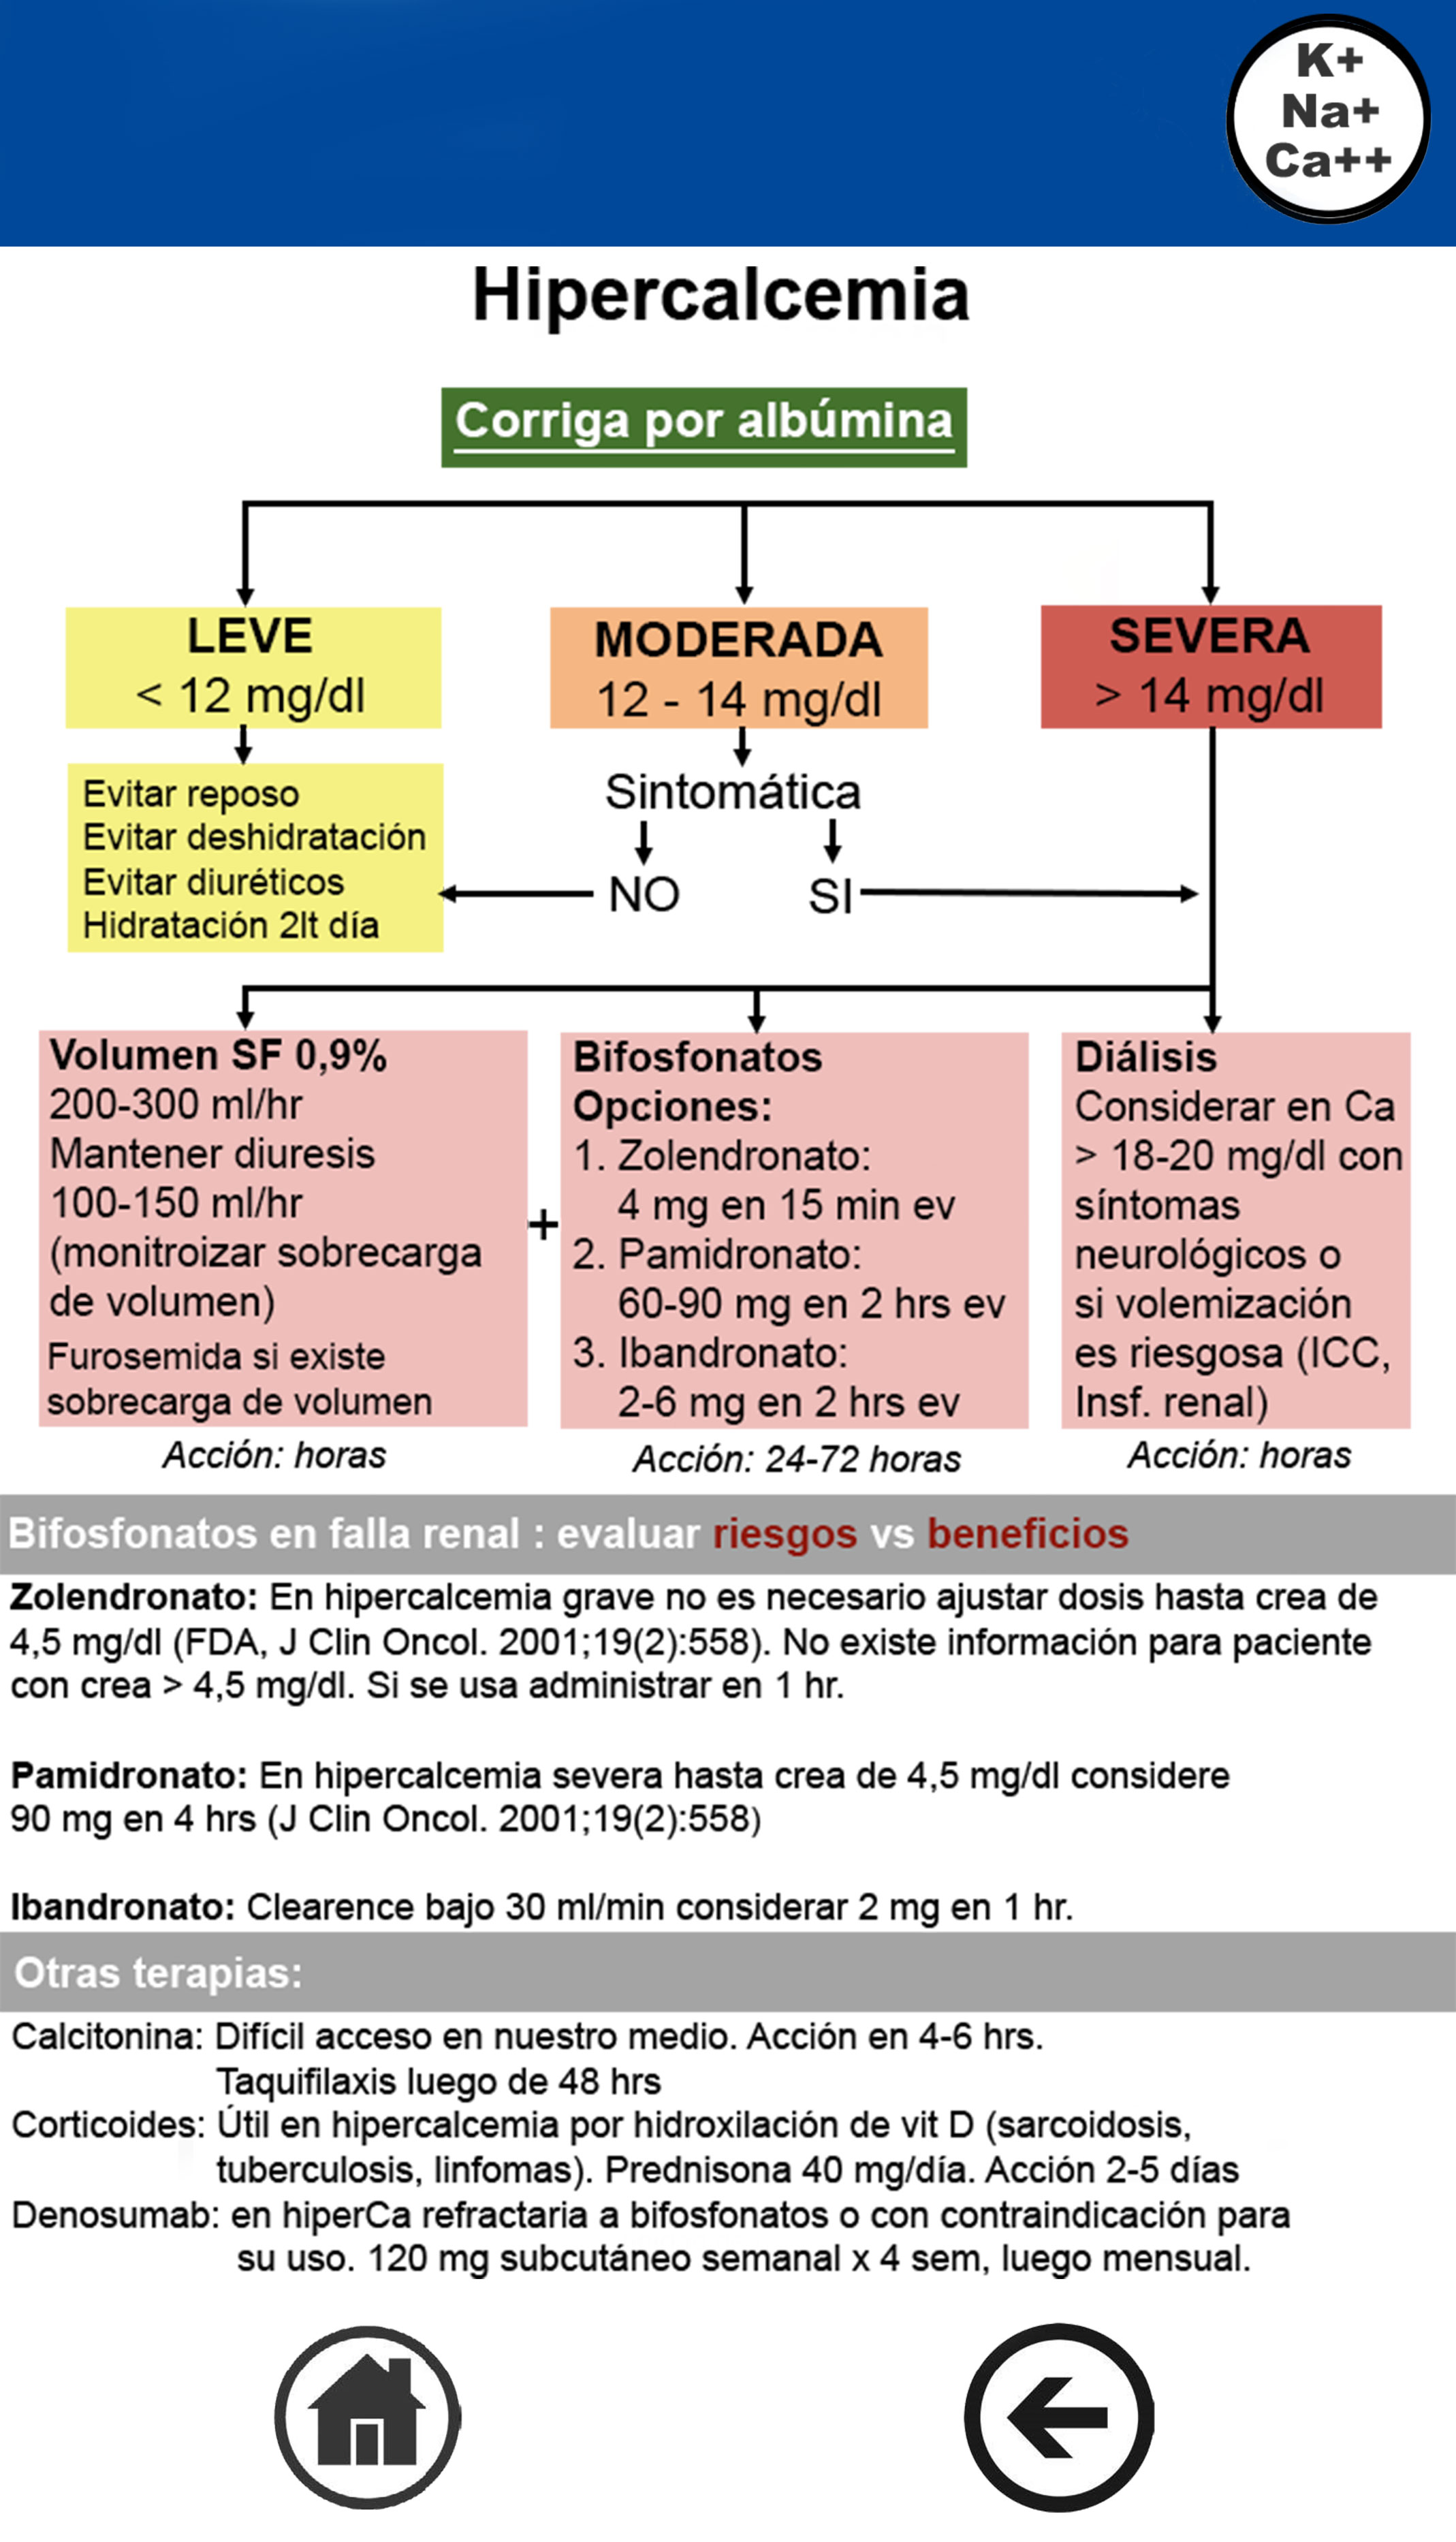 K+
Na+
Ca++
Hipercalcemia
Corriga por albúmina
LEVE
< 12 mg/dl
MODERADA
12 - 14 mg/dl
SEVERA
> 14 mg/dl
Evitar reposo
Evitar deshidratación
Evitar diuréticos
Hidratación 2lt día
Sintomática
NO
SI
Volumen SF 0,9%
200-300 ml/hr
Mantener diuresis
100-150 ml/hr
(monitroizar sobrecarga
de volumen)
Furosemida si existe
sobrecarga de volumen
Acción: horas
+
Bifosfonatos
Opciones:
1. Zolendronato:
4 mg en 15 min ev
2. Pamidronato:
60-90 mg en 2 hrs ev
3. Ibandronato:
2-6 mg en 2 hrs ev
Acción: 24-72 horas
Diálisis
Considerar en Ca
> 18-20 mg/dl con
síntomas
neurológicos o
si volemización
es riesgosa (ICC,
Insf. renal)
Acción: horas
Bifosfonatos en falla renal : evaluar riesgos vs beneficios
Zolendronato: En hipercalcemia grave no es necesario ajustar dosis hasta crea de
4,5 mg/dl (FDA, J Clin Oncol. 2001;19(2):558). No existe información para paciente
con crea > 4,5 mg/dl. Si se usa administrar en 1 hr.
Pamidronato: En hipercalcemia severa hasta crea de 4,5 mg/dl considere
90 mg en 4 hrs (J Clin Oncol. 2001;19(2):558)
Ibandronato: Clearence bajo 30 ml/min considerar 2 mg en 1 hr.
Otras terapias:
Calcitonina: Difícil acceso en nuestro medio. Acción en 4-6 hrs.
Taquifilaxis luego de 48 hrs
Corticoides: Útil en hipercalcemia por hidroxilación de vit D (sarcoidosis,
tuberculosis, linfomas). Prednisona 40 mg/día. Acción 2-5 días
Denosumab: en hiperCa refractaria a bifosfonatos o con contraindicación para
su uso. 120 mg subcutáneo semanal x 4 sem, luego mensual.